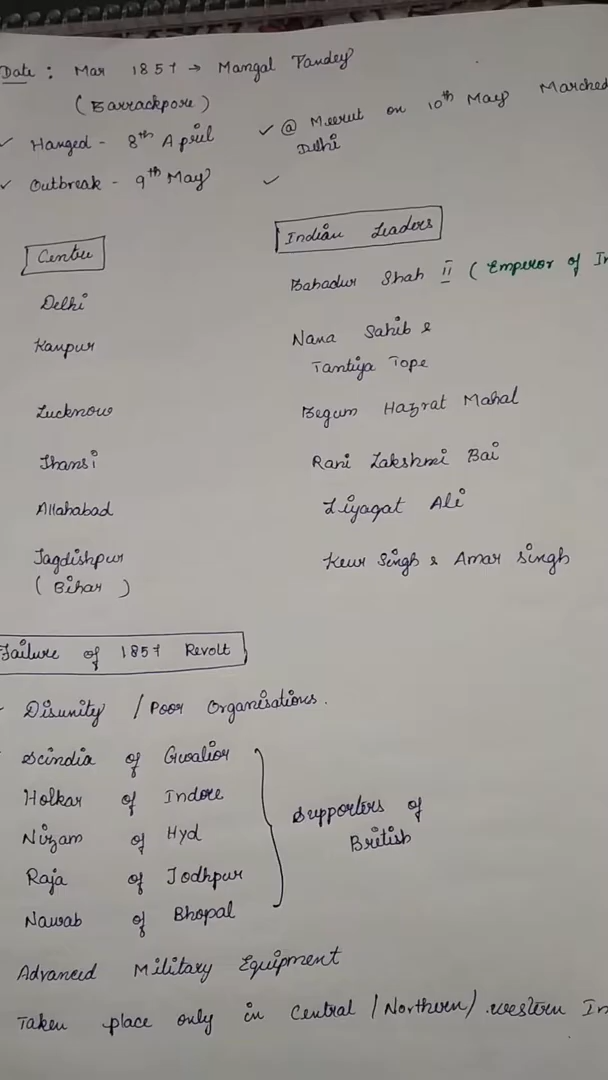 Date : Mar 1857 → Mangal Pandey
(Barrackpore)
✓ Hanged - 8th April
✓ @ Meerut on 10th May Marched
Delhi
✓ Outbreak - 9th May
✓
Centre
Indian Leaders
Delhi
Bahadur Shah II ( Emperor of In
Kanpur
Nana Sahib &
Tantiya Tope
Lucknow
Begum Hazrat Mahal
Jhansi
Rani Lakshmi Bai
Allahabad
Liyaqat Ali
Jagdishpur
( Bihar )
Keur Singh & Amar Singh
Failure of 1857 Revolt
- Disunity / Poor Organisations.
Scindia of Gwalior
Holkar of Indore
Nizam of Hyd
Raja of Jodhpur
Nawab of Bhopal
Supporters of
British
Advanced Military Equipment
Taken place only in Central / Northern / western In